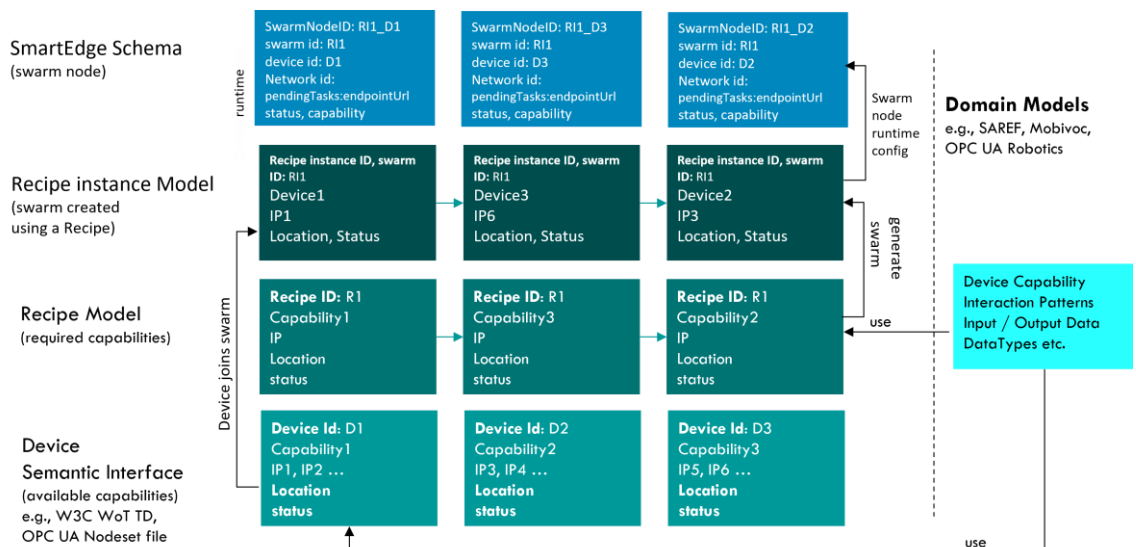 SmartEdge Schema
(swarm node)
runtime
SwarmNodeID: RI1_D1
swarm id: RI1
device id: D1
Network id:
pendingTasks:endpointUrl
status, capability
SwarmNodeID: RI1_D3
swarm id: RI1
device id: D3
Network id:
pendingTasks:endpointUrl
status, capability
SwarmNodeID: RI1_D2
swarm id: RI1
device id: D2
Network id:
pendingTasks:endpointUrl
status, capability
Swarm
node
runtime
config
Domain Models
e.g., SAREF, Mobivoc,
OPC UA Robotics
Recipe instance Model
(swarm created
using a Recipe)
Recipe instance ID, swarm
ID: RI1
Device1
IP1
Location, Status
Recipe instance ID, swarm
ID: RI1
Device3
IP6
Location, Status
Recipe instance ID, swarm
ID: RI1
Device2
IP3
Location, Status
generate
swarm
Recipe Model
(required capabilities)
Device joins swarm
Recipe ID: R1
Capability1
IP
Location
status
Recipe ID: R1
Capability3
IP
Location
status
Recipe ID: R1
Capability2
IP
Location
status
use
Device Capability
Interaction Patterns
Input / Output Data
DataTypes etc.
Device
Semantic Interface
(available capabilities)
e.g., W3C WoT TD,
OPC UA Nodeset file
Device Id: D1
Capability1
IP1, IP2 ...
Location
status
Device Id: D2
Capability2
IP3, IP4 ...
Location
status
Device Id: D3
Capability3
IP5, IP6 ...
Location
status
use